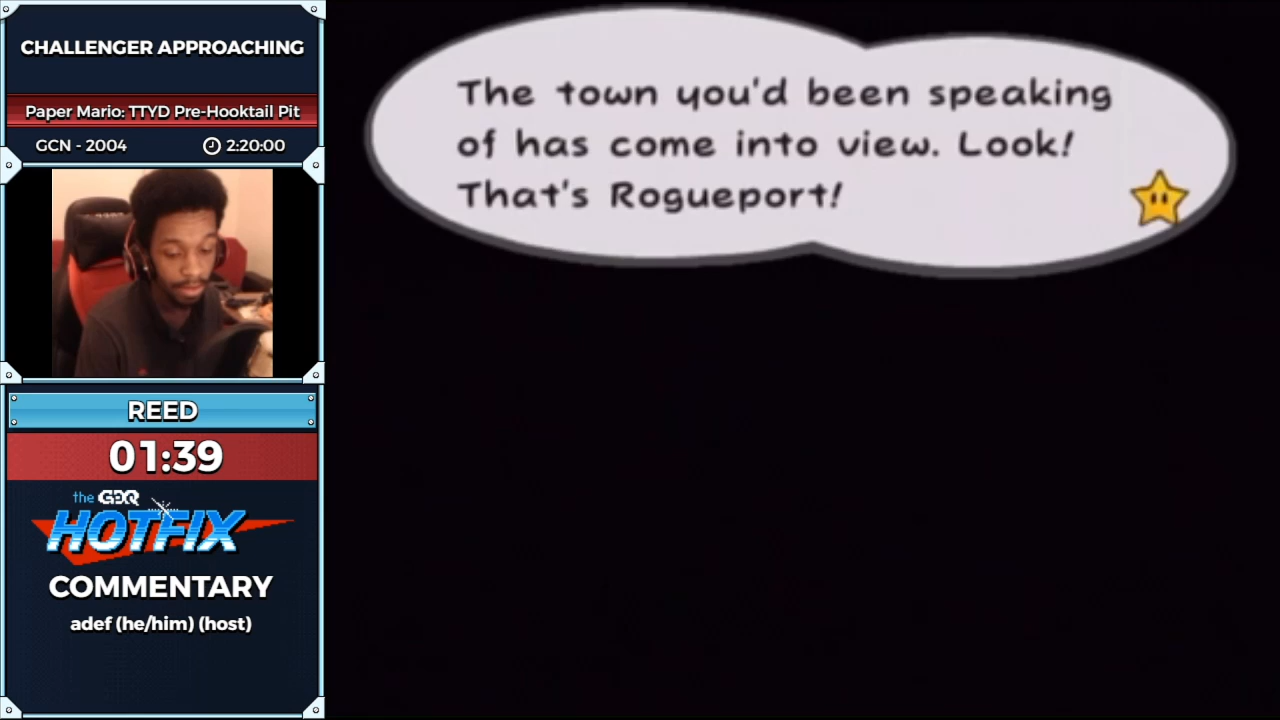 CHALLENGER APPROACHING
Paper Mario: TTYD Pre-Hooktail Pit
GCN - 2004
2:20:00
REED
01:39
the GDQ
HOTFIX
COMMENTARY
adef (he/him) (host)
The town you'd been speaking
of has come into view. Look!
That's Rogueport!